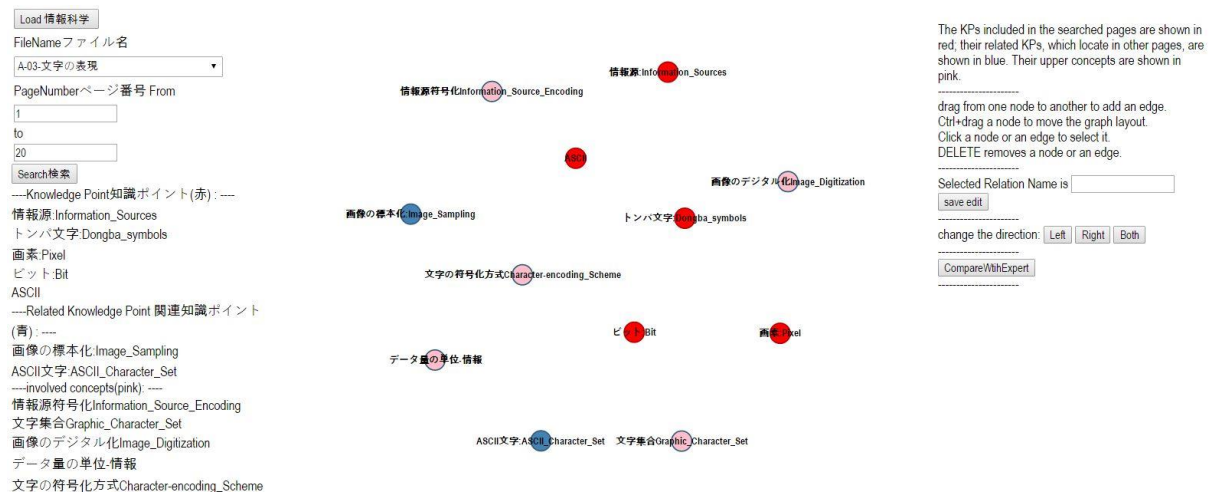 Load 情報科学
FileNameファイル名
A-03-文字の表現
PageNumberページ番号 From
1
to
20
Search検索
----Knowledge Point知識ポイント(赤) : ----
情報源:Information_Sources
トンバ文字:Dongba_symbols
画素:Pixel
ビット:Bit
ASCII
----Related Knowledge Point 関連知識ポイント
(青) : ----
画像の標本化:Image_Sampling
ASCII文字:ASCII_Character_Set
----involved concepts(pink): ----
情報源符号化Information_Source_Encoding
文字集合Graphic_Character_Set
画像のデジタル化Image_Digitization
データ量の単位-情報
文字の符号化方式Character-encoding_Scheme
情報源:Information_Sources
情報源符号化Information_Source_Encoding
ASCII
画像のデジタル化Image_Digitization
画像の標本化:Image_Sampling
トンバ文字:Dongba_symbols
文字の符号化方式Character-encoding_Scheme
ビット:Bit
画素:Pixel
データ量の単位-情報
ASCII文字:ASCII_Character_Set
文字集合Graphic_Character_Set
The KPs included in the searched pages are shown in
red; their related KPs, which locate in other pages, are
shown in blue. Their upper concepts are shown in
pink.
----------------------
drag from one node to another to add an edge.
Ctrl+drag a node to move the graph layout.
Click a node or an edge to select it.
DELETE removes a node or an edge.
----------------------
Selected Relation Name is
save edit
----------------------
change the direction: Left Right Both
----------------------
CompareWtihExpert
----------------------